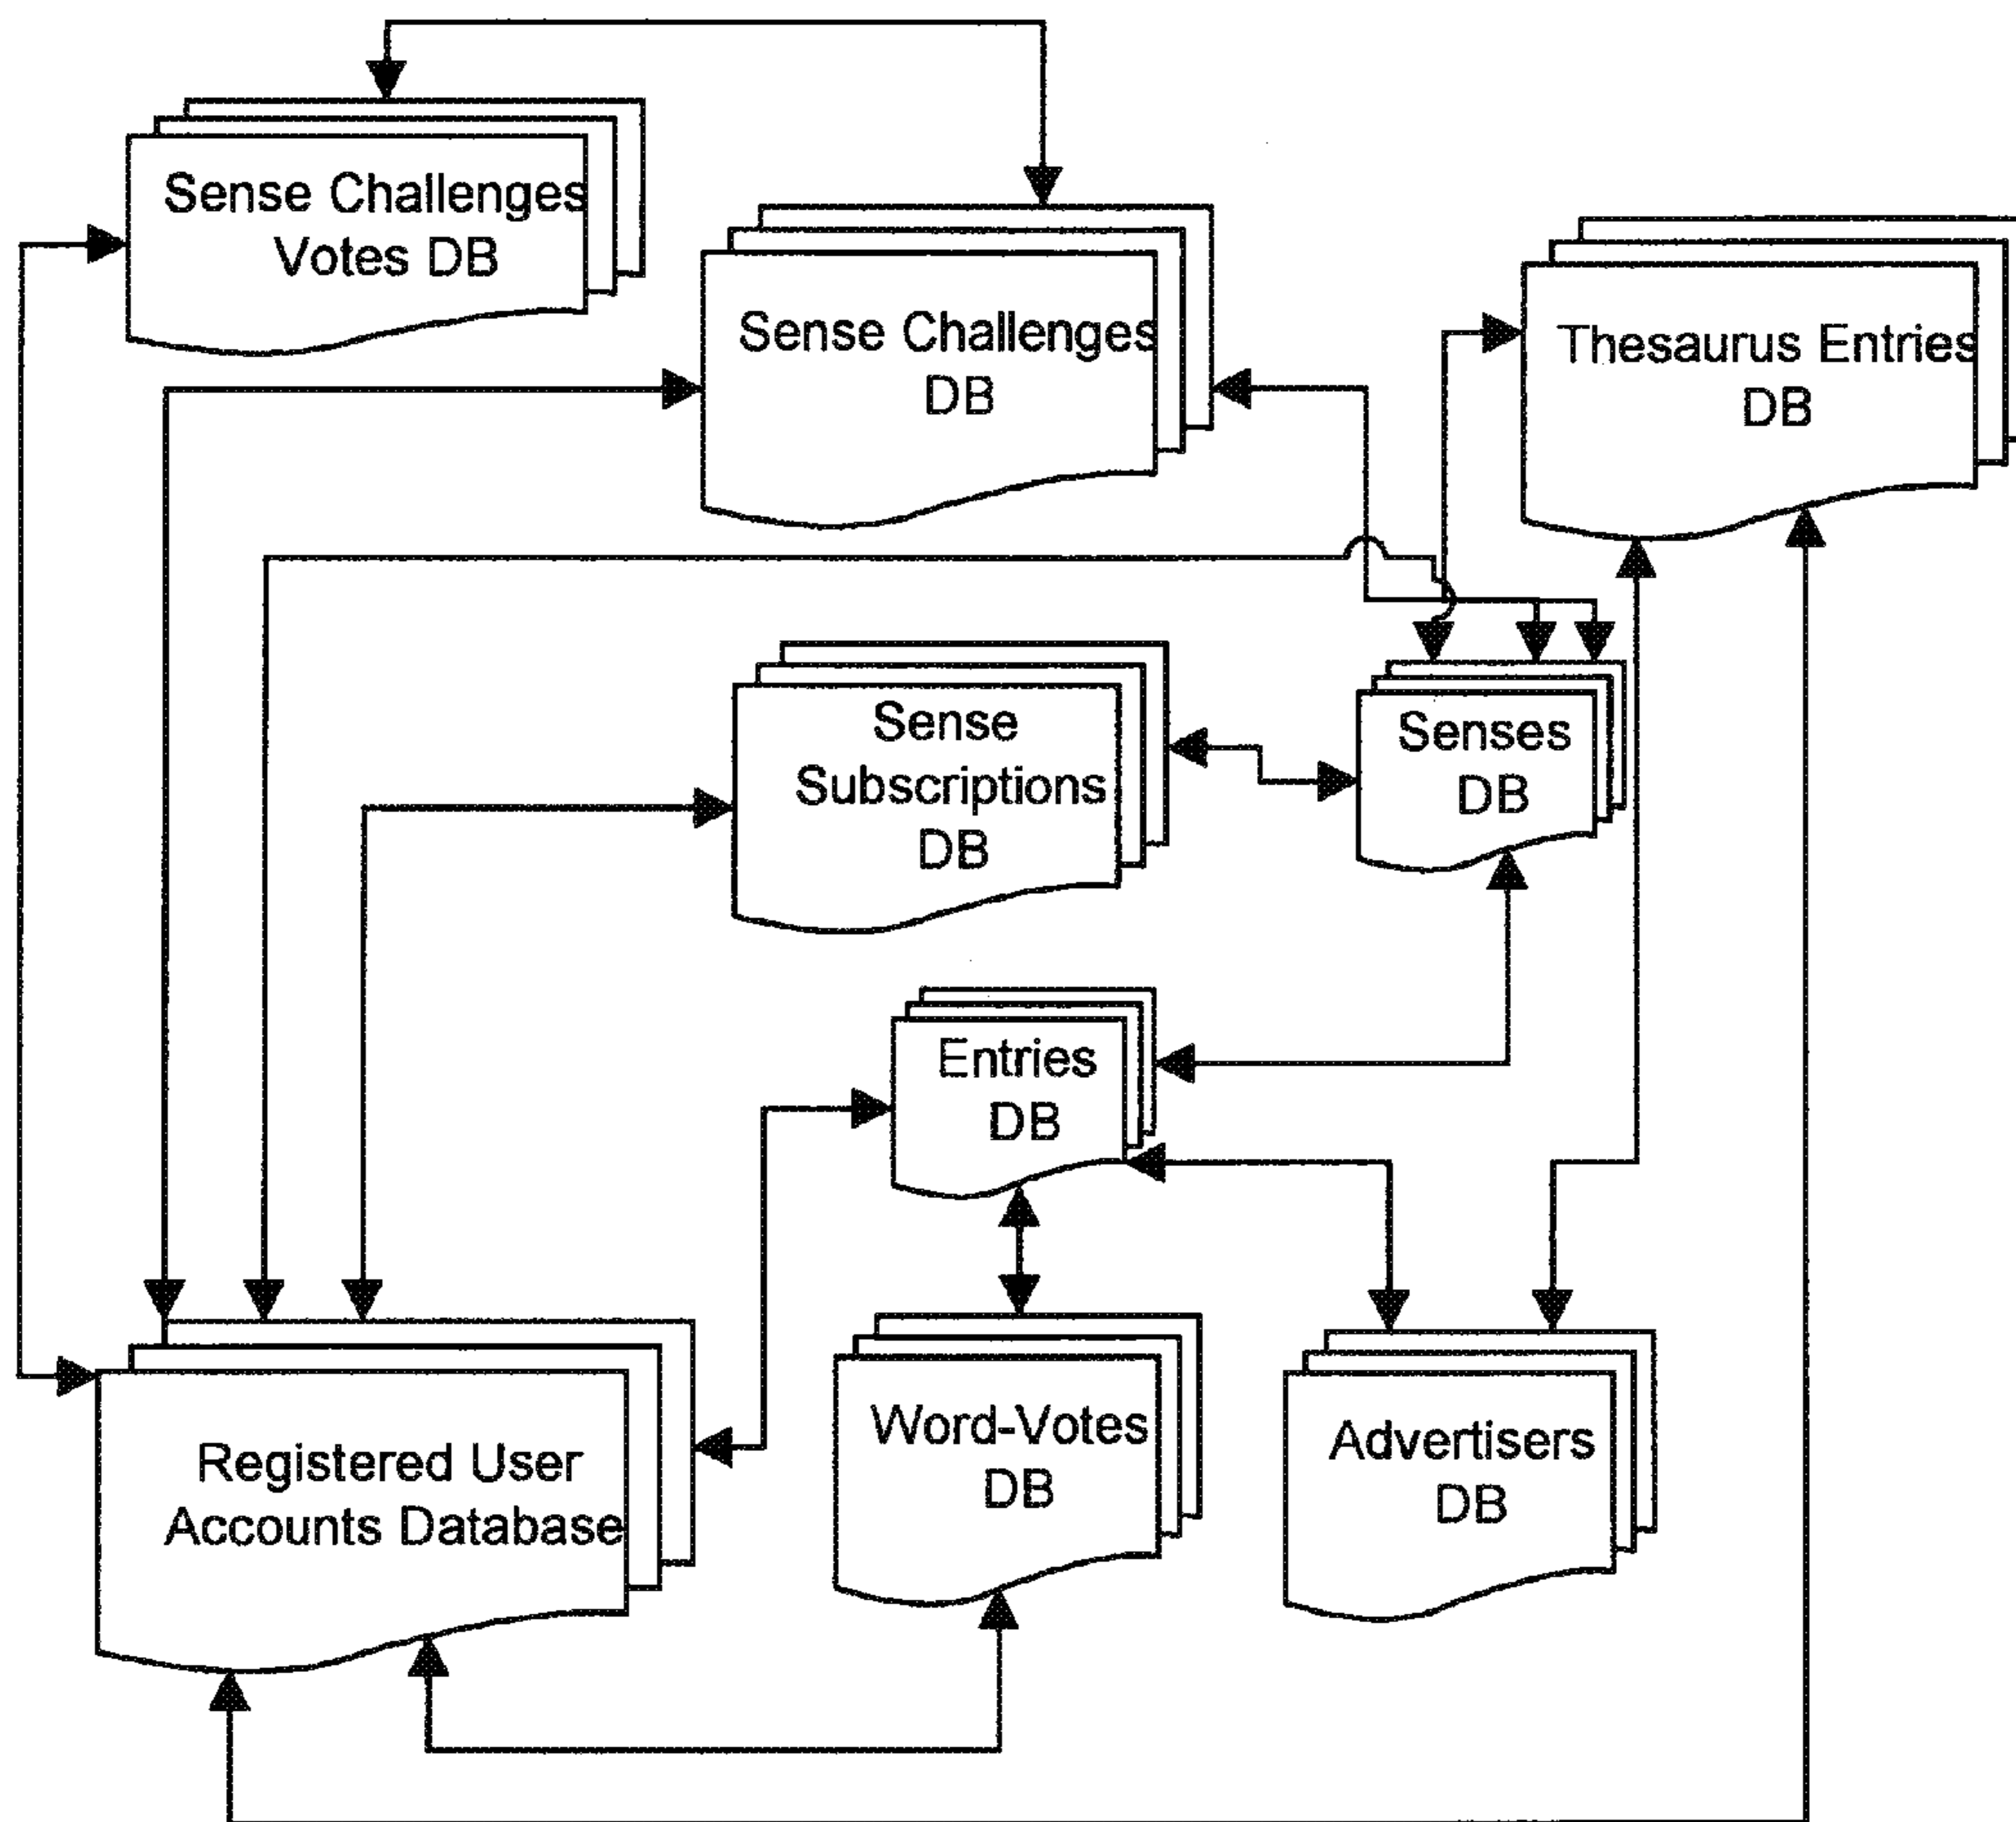 Sense Challenges
Votes DB
Sense Challenges
DB
Thesaurus Entries
DB
Sense
Subscriptions
DB
Senses
DB
Entries
DB
Registered User
Accounts Database
Word-Votes
DB
Advertisers
DB